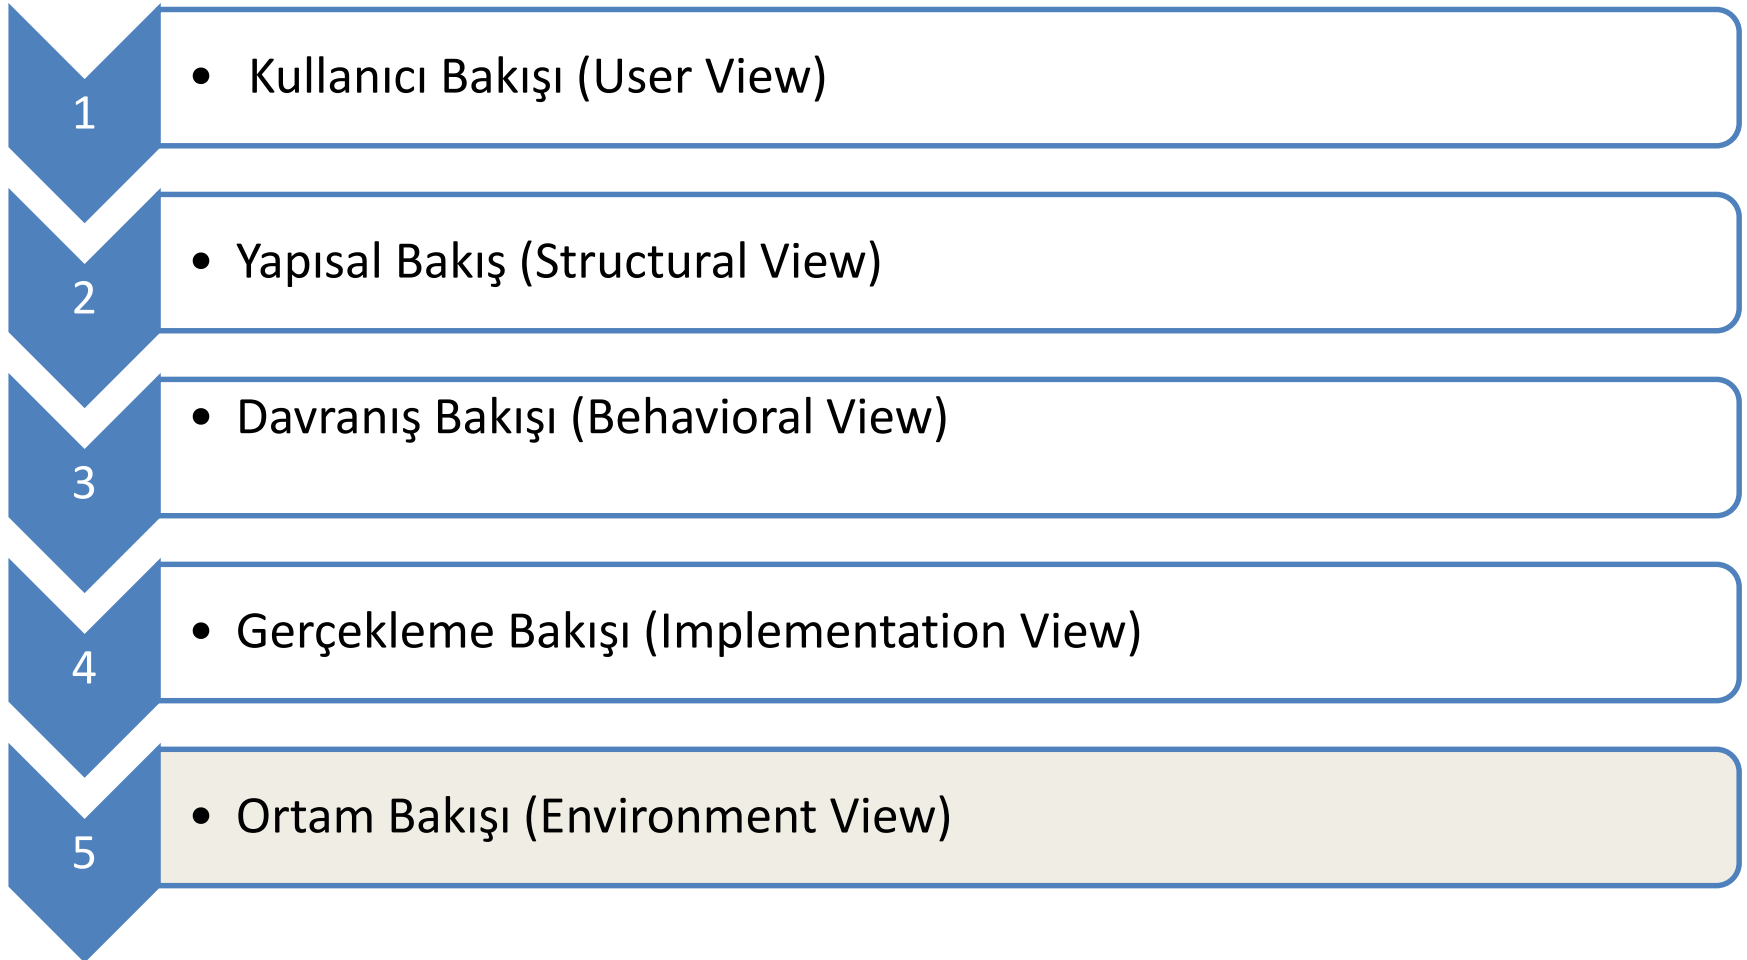 1
• Kullanıcı Bakışı (User View)
2
• Yapısal Bakış (Structural View)
3
• Davranış Bakışı (Behavioral View)
4
• Gerçekleme Bakışı (Implementation View)
5
• Ortam Bakışı (Environment View)